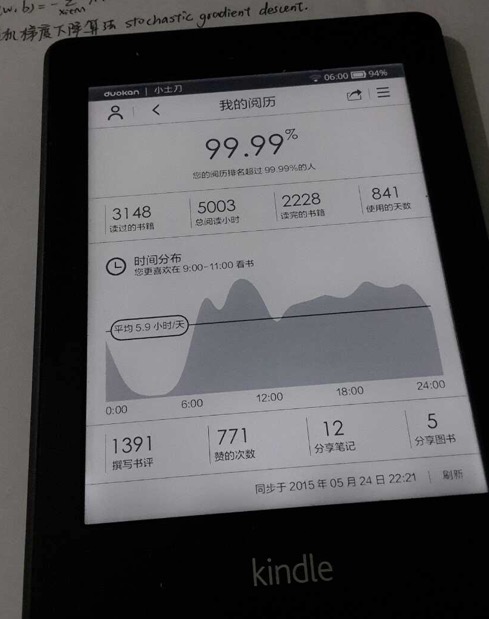 (w,b)=-Σ
机梯度下降算法 stochastic gradient descent.
duokan | 小土刀
06:00 94%
我的阅历
99.99%
您的阅历排名超过 99.99%的人
3148 5003 2228 841
读过的书籍 总阅读小时 读完的书籍 使用的天数
时间分布
您更喜欢在 9:00-11:00 看书
平均 5.9 小时/天
0:00 6:00 12:00 18:00 24:00
1391 771 12 5
撰写书评 赞的次数 分享笔记 分享图书
同步于 2015 年 05 月 24 日 22:21 | 刷新
kindle